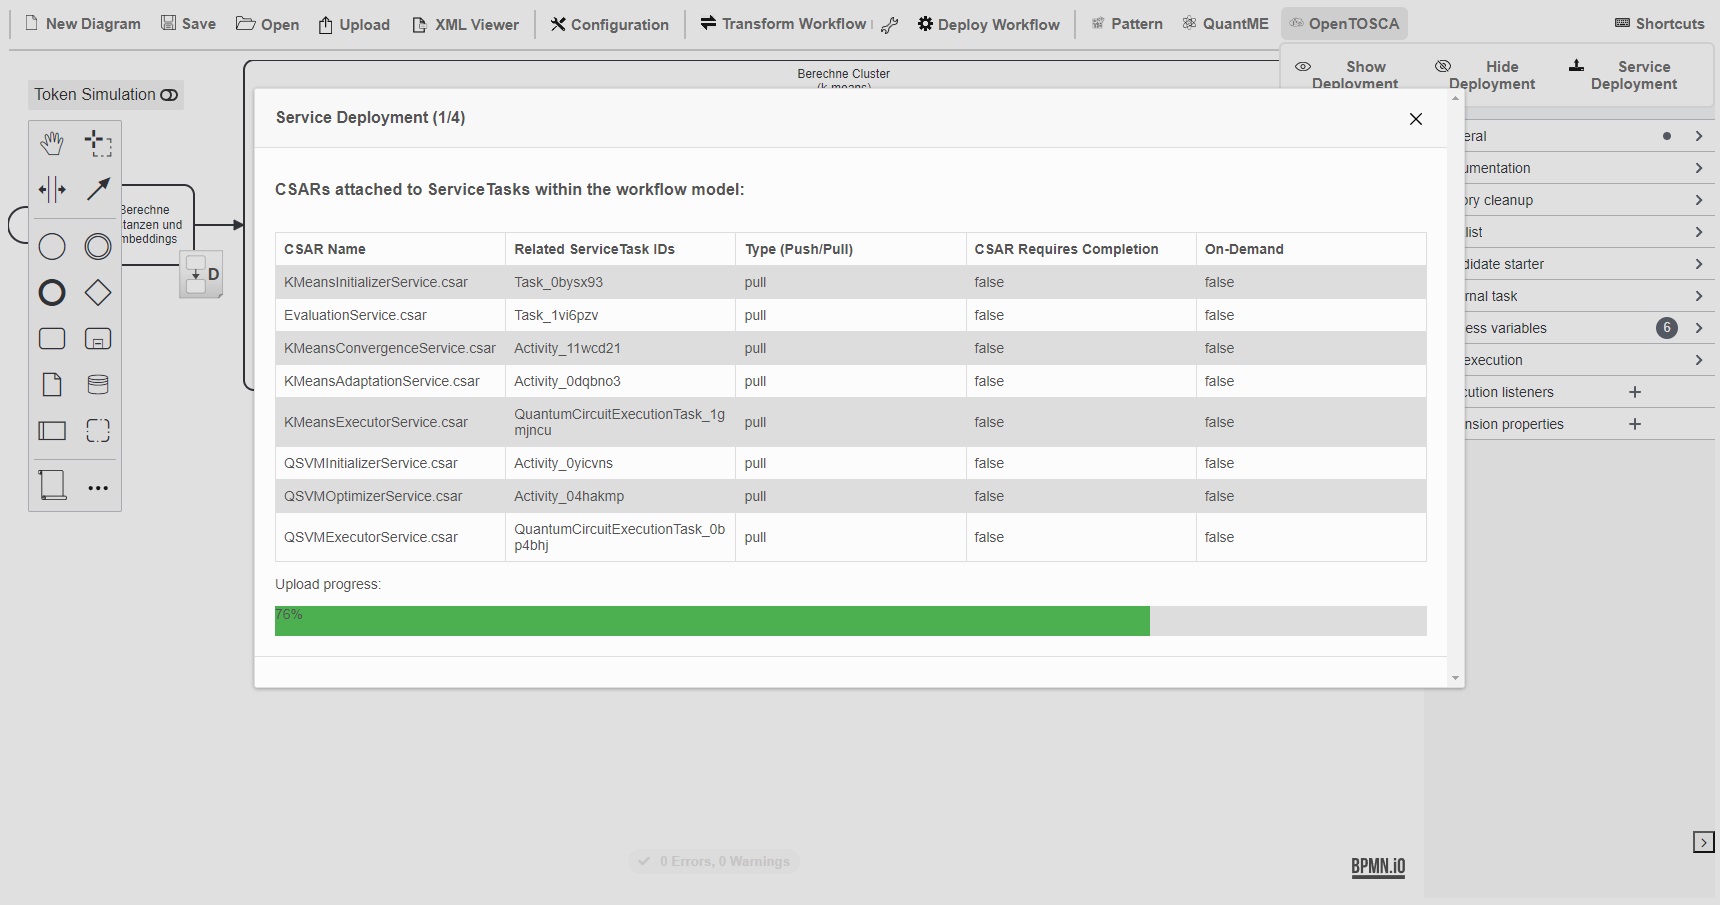 New Diagram Save Open Upload XML Viewer Configuration Transform Workflow Deploy Workflow Pattern QuantME OpenTOSCA Shortcuts
Show Deployment
Hide Deployment
Service Deployment
Token Simulation
Berechne Cluster
(k-means)
Berechne
tanzen und
mbeddings
D
Service Deployment (1/4)
CSARs attached to ServiceTasks within the workflow model:
CSAR Name Related ServiceTask IDs Type (Push/Pull) CSAR Requires Completion On-Demand
KMeansInitializerService.csar Task_0bysx93 pull false false
EvaluationService.csar Task_1vi6pzv pull false false
KMeansConvergenceService.csar Activity_11wcd21 pull false false
KMeansAdaptationService.csar Activity_0dqbno3 pull false false
KMeansExecutorService.csar QuantumCircuitExecutionTask_1gmjncu pull false false
QSVMInitializerService.csar Activity_0yicvns pull false false
QSVMOptimizerService.csar Activity_04hakmp pull false false
QSVMExecutorService.csar QuantumCircuitExecutionTask_0bp4bhj pull false false
Upload progress:
76%
eral
umentation
ory cleanup
list
didate starter
rnal task
ess variables 6
execution
cution listeners
nsion properties
0 Errors, 0 Warnings
BPMN.iO